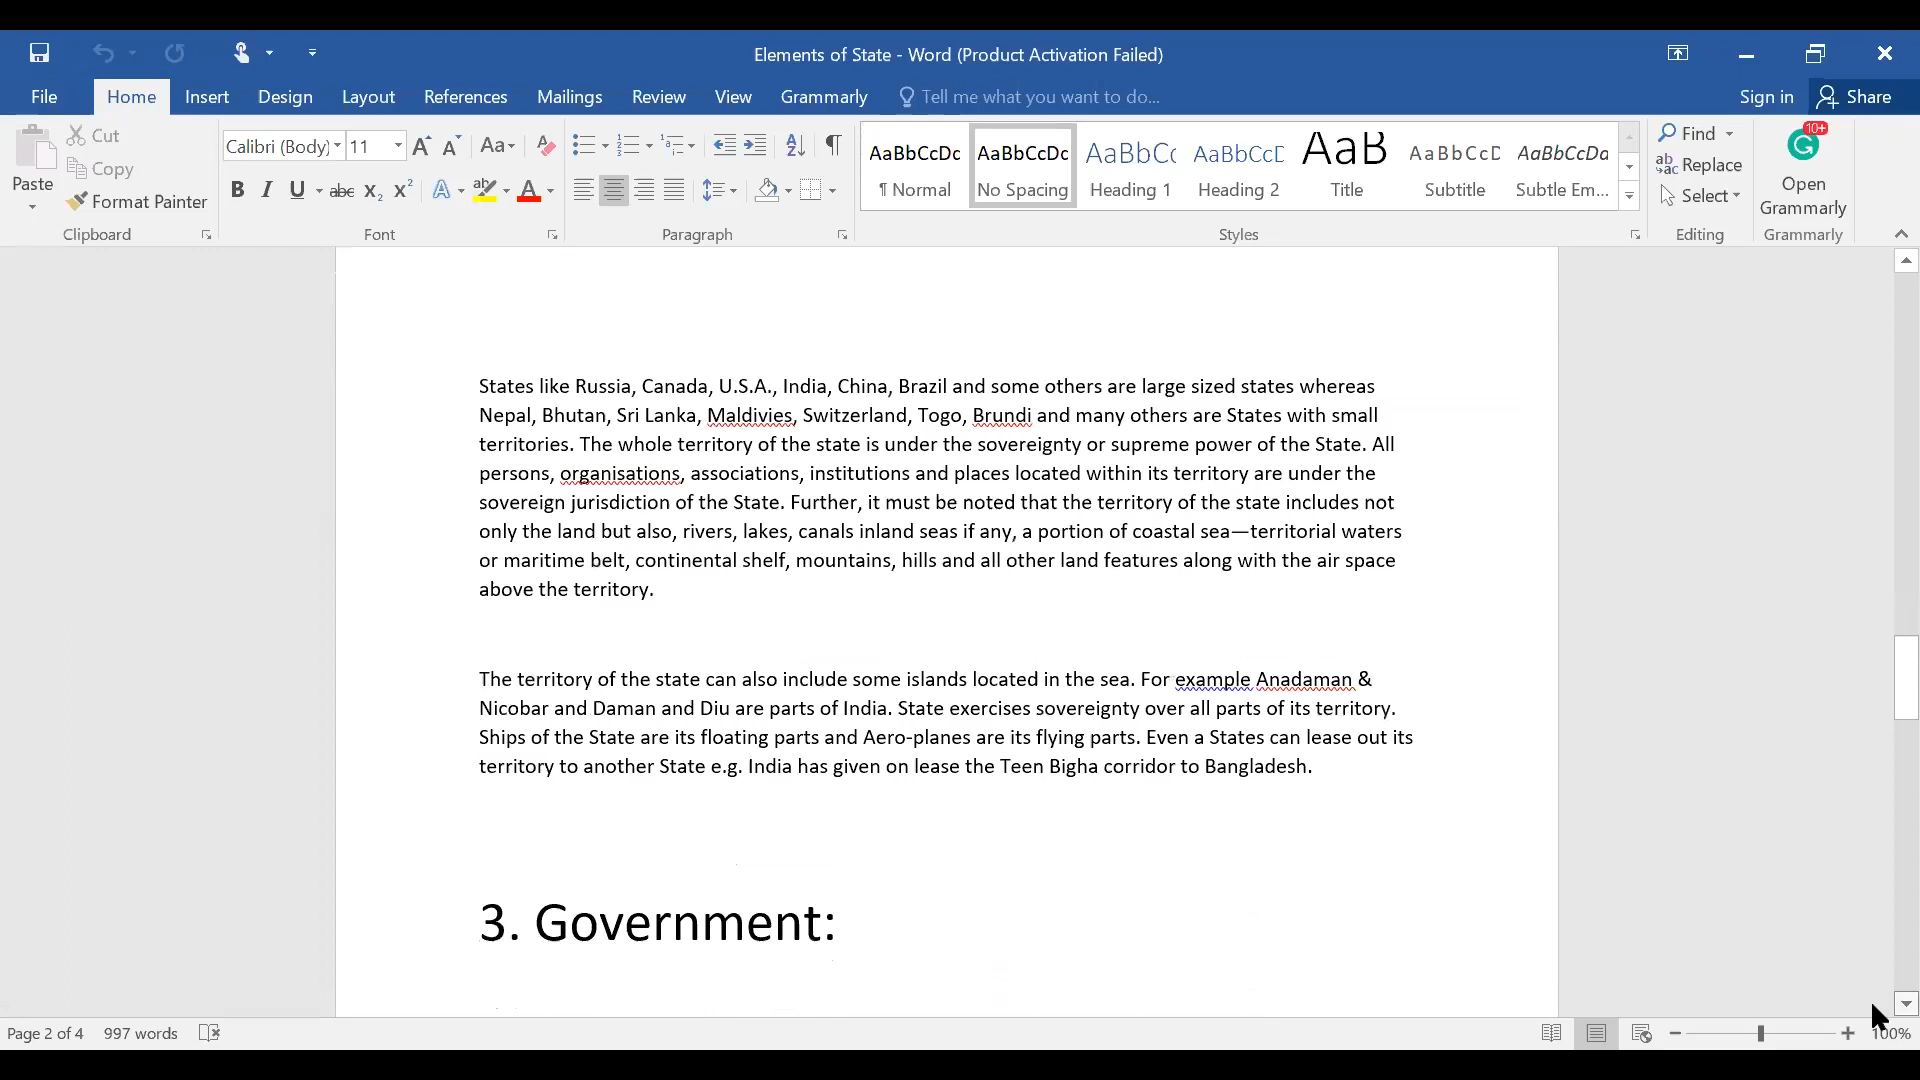 Elements of State - Word (Product Activation Failed)
File Home Insert Design Layout References Mailings Review View Grammarly Tell me what you want to do... Sign in Share
Paste Cut Copy Format Painter
Clipboard
Calibri (Body) 11
Font
Paragraph
AaBbCcDc AaBbCcDc AaBbCc AaBbCcD AaB AaBbCcD AaBbCcDa
¶ Normal No Spacing Heading 1 Heading 2 Title Subtitle Subtle Em...
Styles
Find
Replace
Select
Editing
10+
Open
Grammarly
Grammarly
States like Russia, Canada, U.S.A., India, China, Brazil and some others are large sized states whereas
Nepal, Bhutan, Sri Lanka, Maldivies, Switzerland, Togo, Brundi and many others are States with small
territories. The whole territory of the state is under the sovereignty or supreme power of the State. All
persons, organisations, associations, institutions and places located within its territory are under the
sovereign jurisdiction of the State. Further, it must be noted that the territory of the state includes not
only the land but also, rivers, lakes, canals inland seas if any, a portion of coastal sea—territorial waters
or maritime belt, continental shelf, mountains, hills and all other land features along with the air space
above the territory.
The territory of the state can also include some islands located in the sea. For example Anadaman &
Nicobar and Daman and Diu are parts of India. State exercises sovereignty over all parts of its territory.
Ships of the State are its floating parts and Aero-planes are its flying parts. Even a States can lease out its
territory to another State e.g. India has given on lease the Teen Bigha corridor to Bangladesh.
3. Government:
Page 2 of 4 997 words 100%